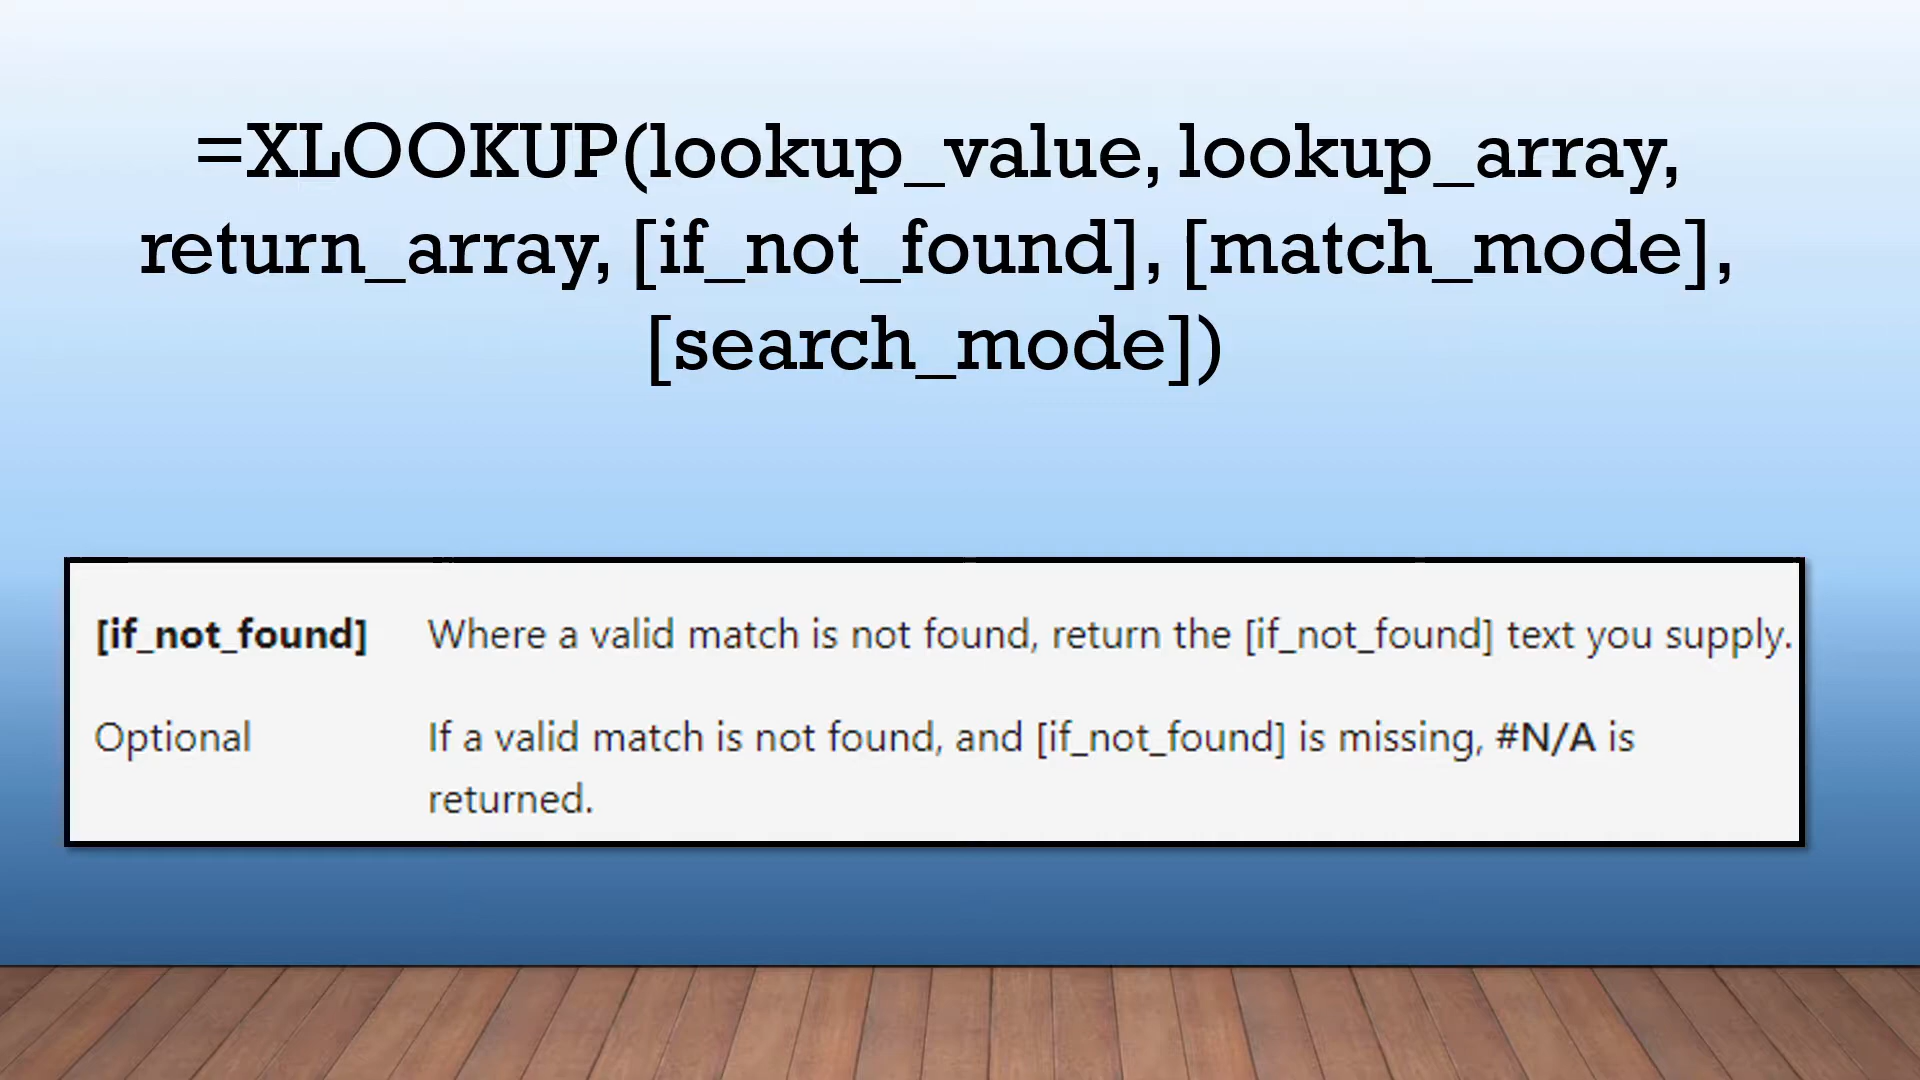 =XLOOKUP(lookup_value, lookup_array,
return_array, [if_not_found], [match_mode],
[search_mode])
[if_not_found] Where a valid match is not found, return the [if_not_found] text you supply.
Optional If a valid match is not found, and [if_not_found] is missing, #N/A is
returned.